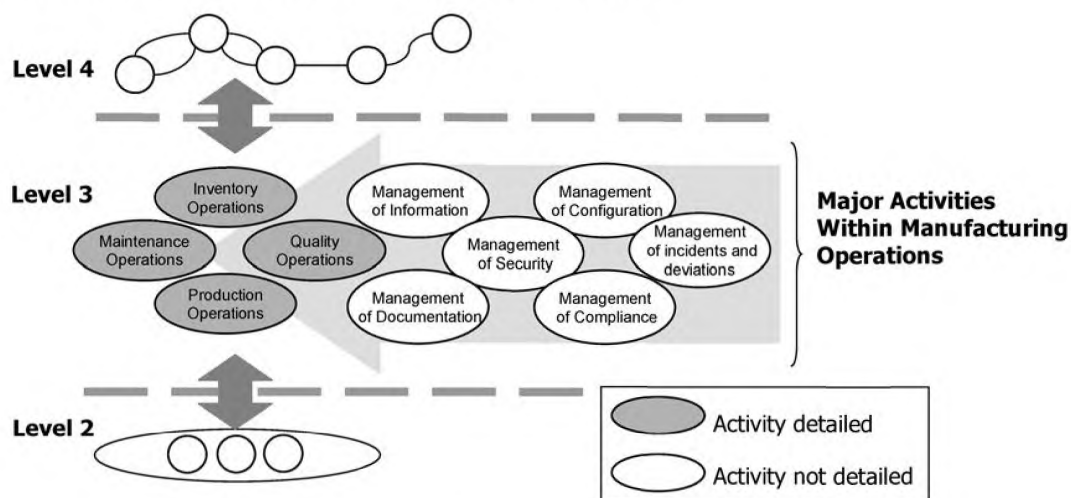 Level 4
Level 3
Inventory
Operations
Maintenance
Operations
Quality
Operations
Production
Operations
Management
of Information
Management
of Configuration
Management
of Security
Management
of incidents and
deviations
Management
of Documentation
Management
of Compliance
Major Activities
Within Manufacturing
Operations
Level 2
Activity detailed
Activity not detailed